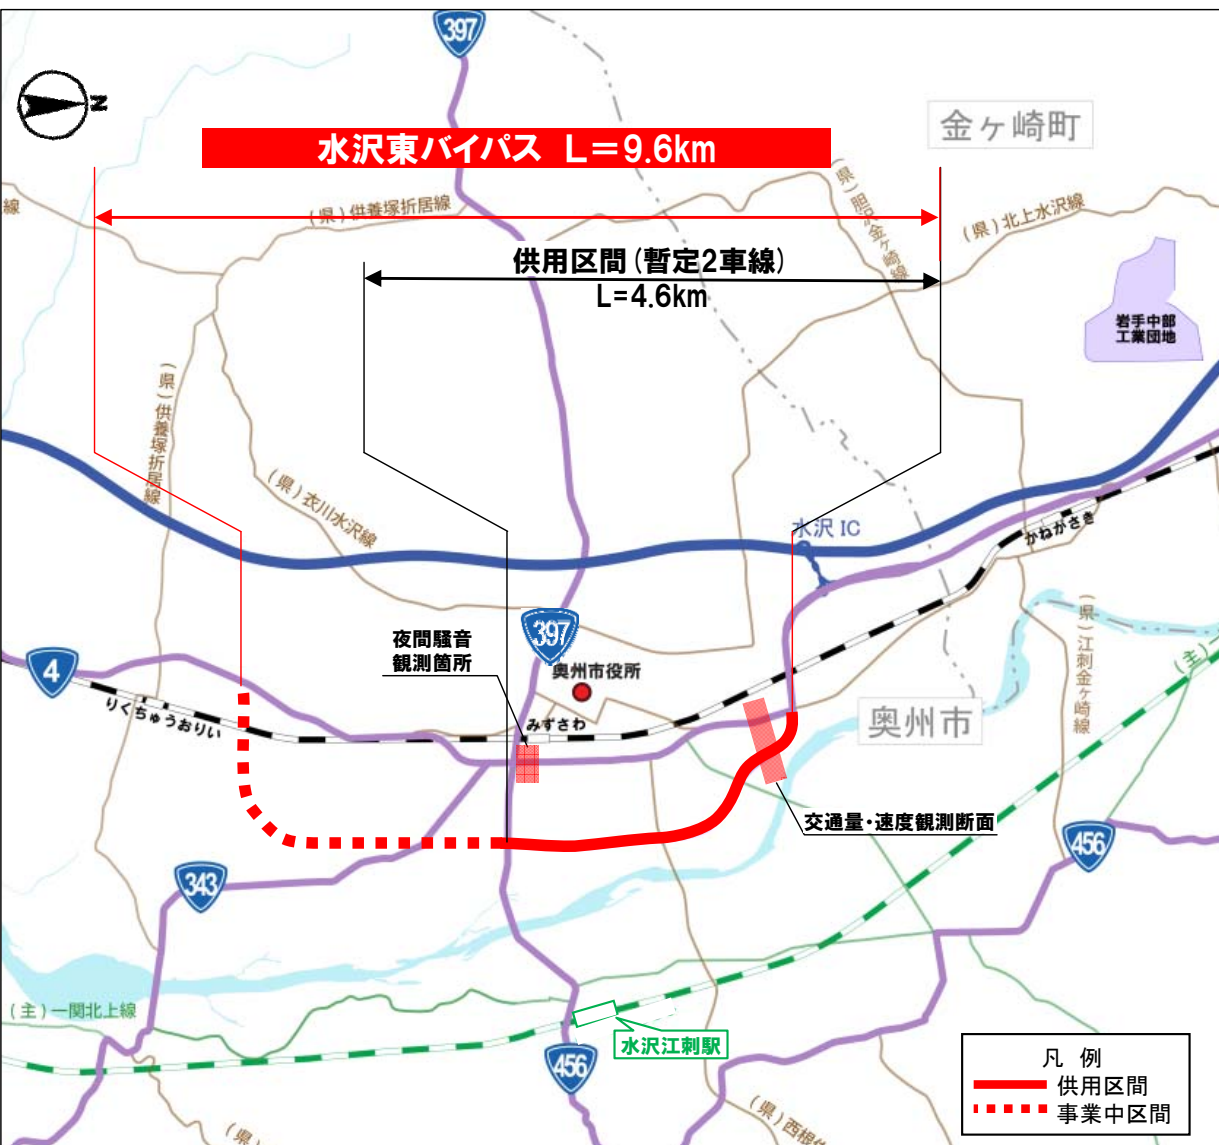 397
N
金ヶ崎町
水沢東バイパス L=9.6km
線
(県)供養塚折居線
(県)胆沢金ヶ崎線
(県)北上水沢線
供用区間(暫定2車線)
L=4.6km
岩手中部
工業団地
(県)供養塚折居線
(県)衣川水沢線
水沢 IC
かねがさき
397
夜間騒音
観測箇所
奥州市役所
(県)江刺金ヶ崎線
(主)
4
りくちゅうおりい
みずさわ
奥州市
交通量・速度観測断面
456
343
(主)一関北上線
水沢江刺駅
456
凡 例
供用区間
事業中区間
(県)
(県)西根